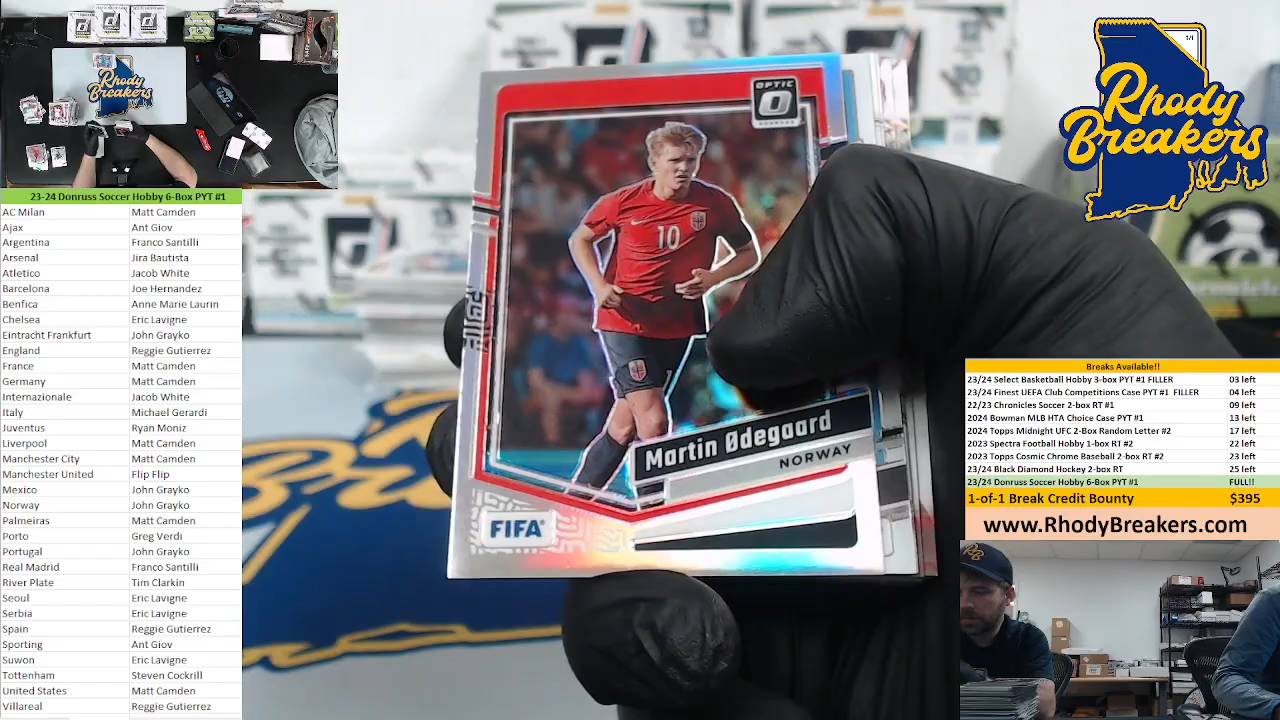 Rhody
Breakers
23-24 Donruss Soccer Hobby 6-Box PYT #1
AC Milan Matt Camden
Ajax Ant Giov
Argentina Franco Santilli
Arsenal Jira Bautista
Atletico Jacob White
Barcelona Joe Hernandez
Benfica Anne Marie Laurin
Chelsea Eric Lavigne
Eintracht Frankfurt John Grayko
England Reggie Gutierrez
France Matt Camden
Germany Matt Camden
Internazionale Jacob White
Italy Michael Gerardi
Juventus Ryan Moniz
Liverpool Matt Camden
Manchester City Matt Camden
Manchester United Flip Flip
Mexico John Grayko
Norway John Grayko
Palmeiras Matt Camden
Porto Greg Verdi
Portugal John Grayko
Real Madrid Franco Santilli
River Plate Tim Clarkin
Seoul Eric Lavigne
Serbia Eric Lavigne
Spain Reggie Gutierrez
Sporting Ant Giov
Suwon Eric Lavigne
Tottenham Steven Cockrill
United States Matt Camden
Villareal Reggie Gutierrez
OPTIC
10
Martin Ødegaard
NORWAY
FIFA
1/1
Rhody
Breakers
Breaks Available!!
23/24 Select Basketball Hobby 3-box PYT #1 FILLER 03 left
23/24 Finest UEFA Club Competitions Case PYT #1 FILLER 04 left
22/23 Chronicles Soccer 2-box RT #1 09 left
2024 Bowman MLB HTA Choice Case PYT #1 13 left
2024 Topps Midnight UFC 2-Box Random Letter #2 17 left
2023 Spectra Football Hobby 1-box RT #2 22 left
2023 Topps Cosmic Chrome Baseball 2-box RT #2 23 left
23/24 Black Diamond Hockey 2-box RT 25 left
23/24 Donruss Soccer Hobby 6-Box PYT #1 FULL!!
1-of-1 Break Credit Bounty $395
www.RhodyBreakers.com